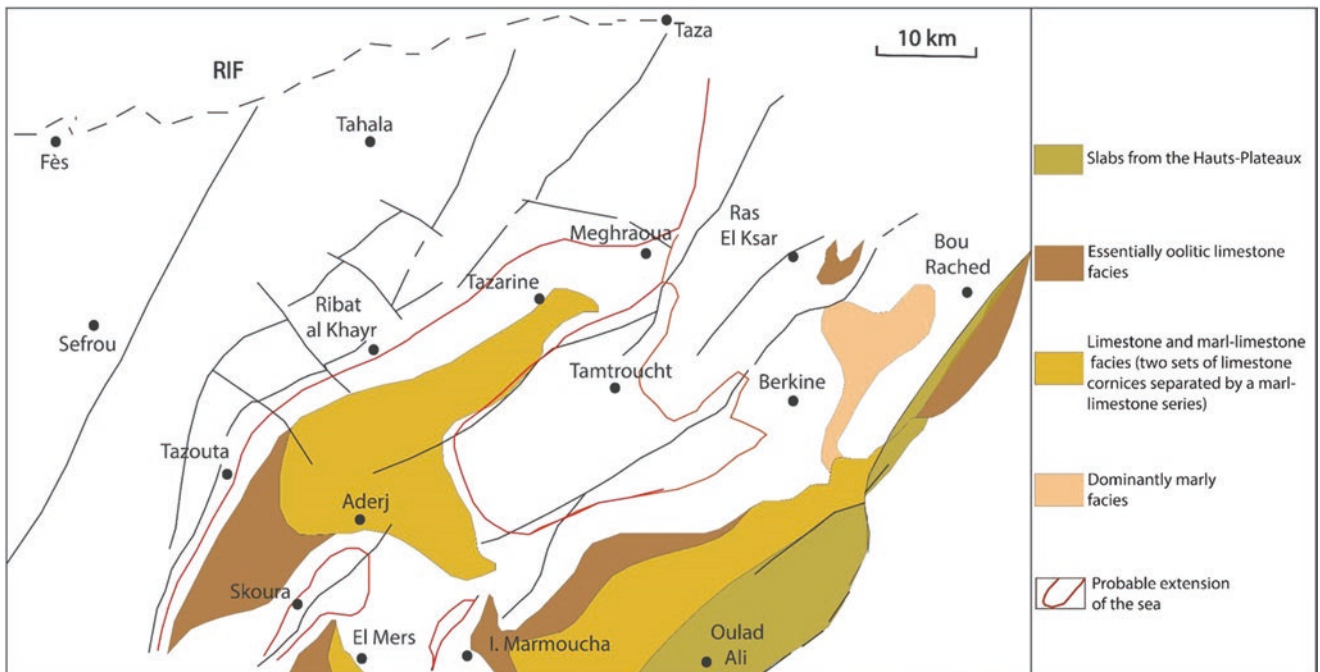 Taza
10 km
RIF
Tahala
Fès
Slabs from the Hauts-Plateaux
Ras
El Ksar
Meghraoua
Bou
Rached
Essentially oolitic limestone
facies
Tazarine
Ribat
al Khayr
Sefrou
Limestone and marl-limestone
facies (two sets of limestone
cornices separated by a marl-
limestone series)
Tamtroucht
Berkine
Tazouta
Aderj
Dominantly marly
facies
Skoura
Probable extension
of the sea
El Mers
I. Marmoucha
Oulad
Ali